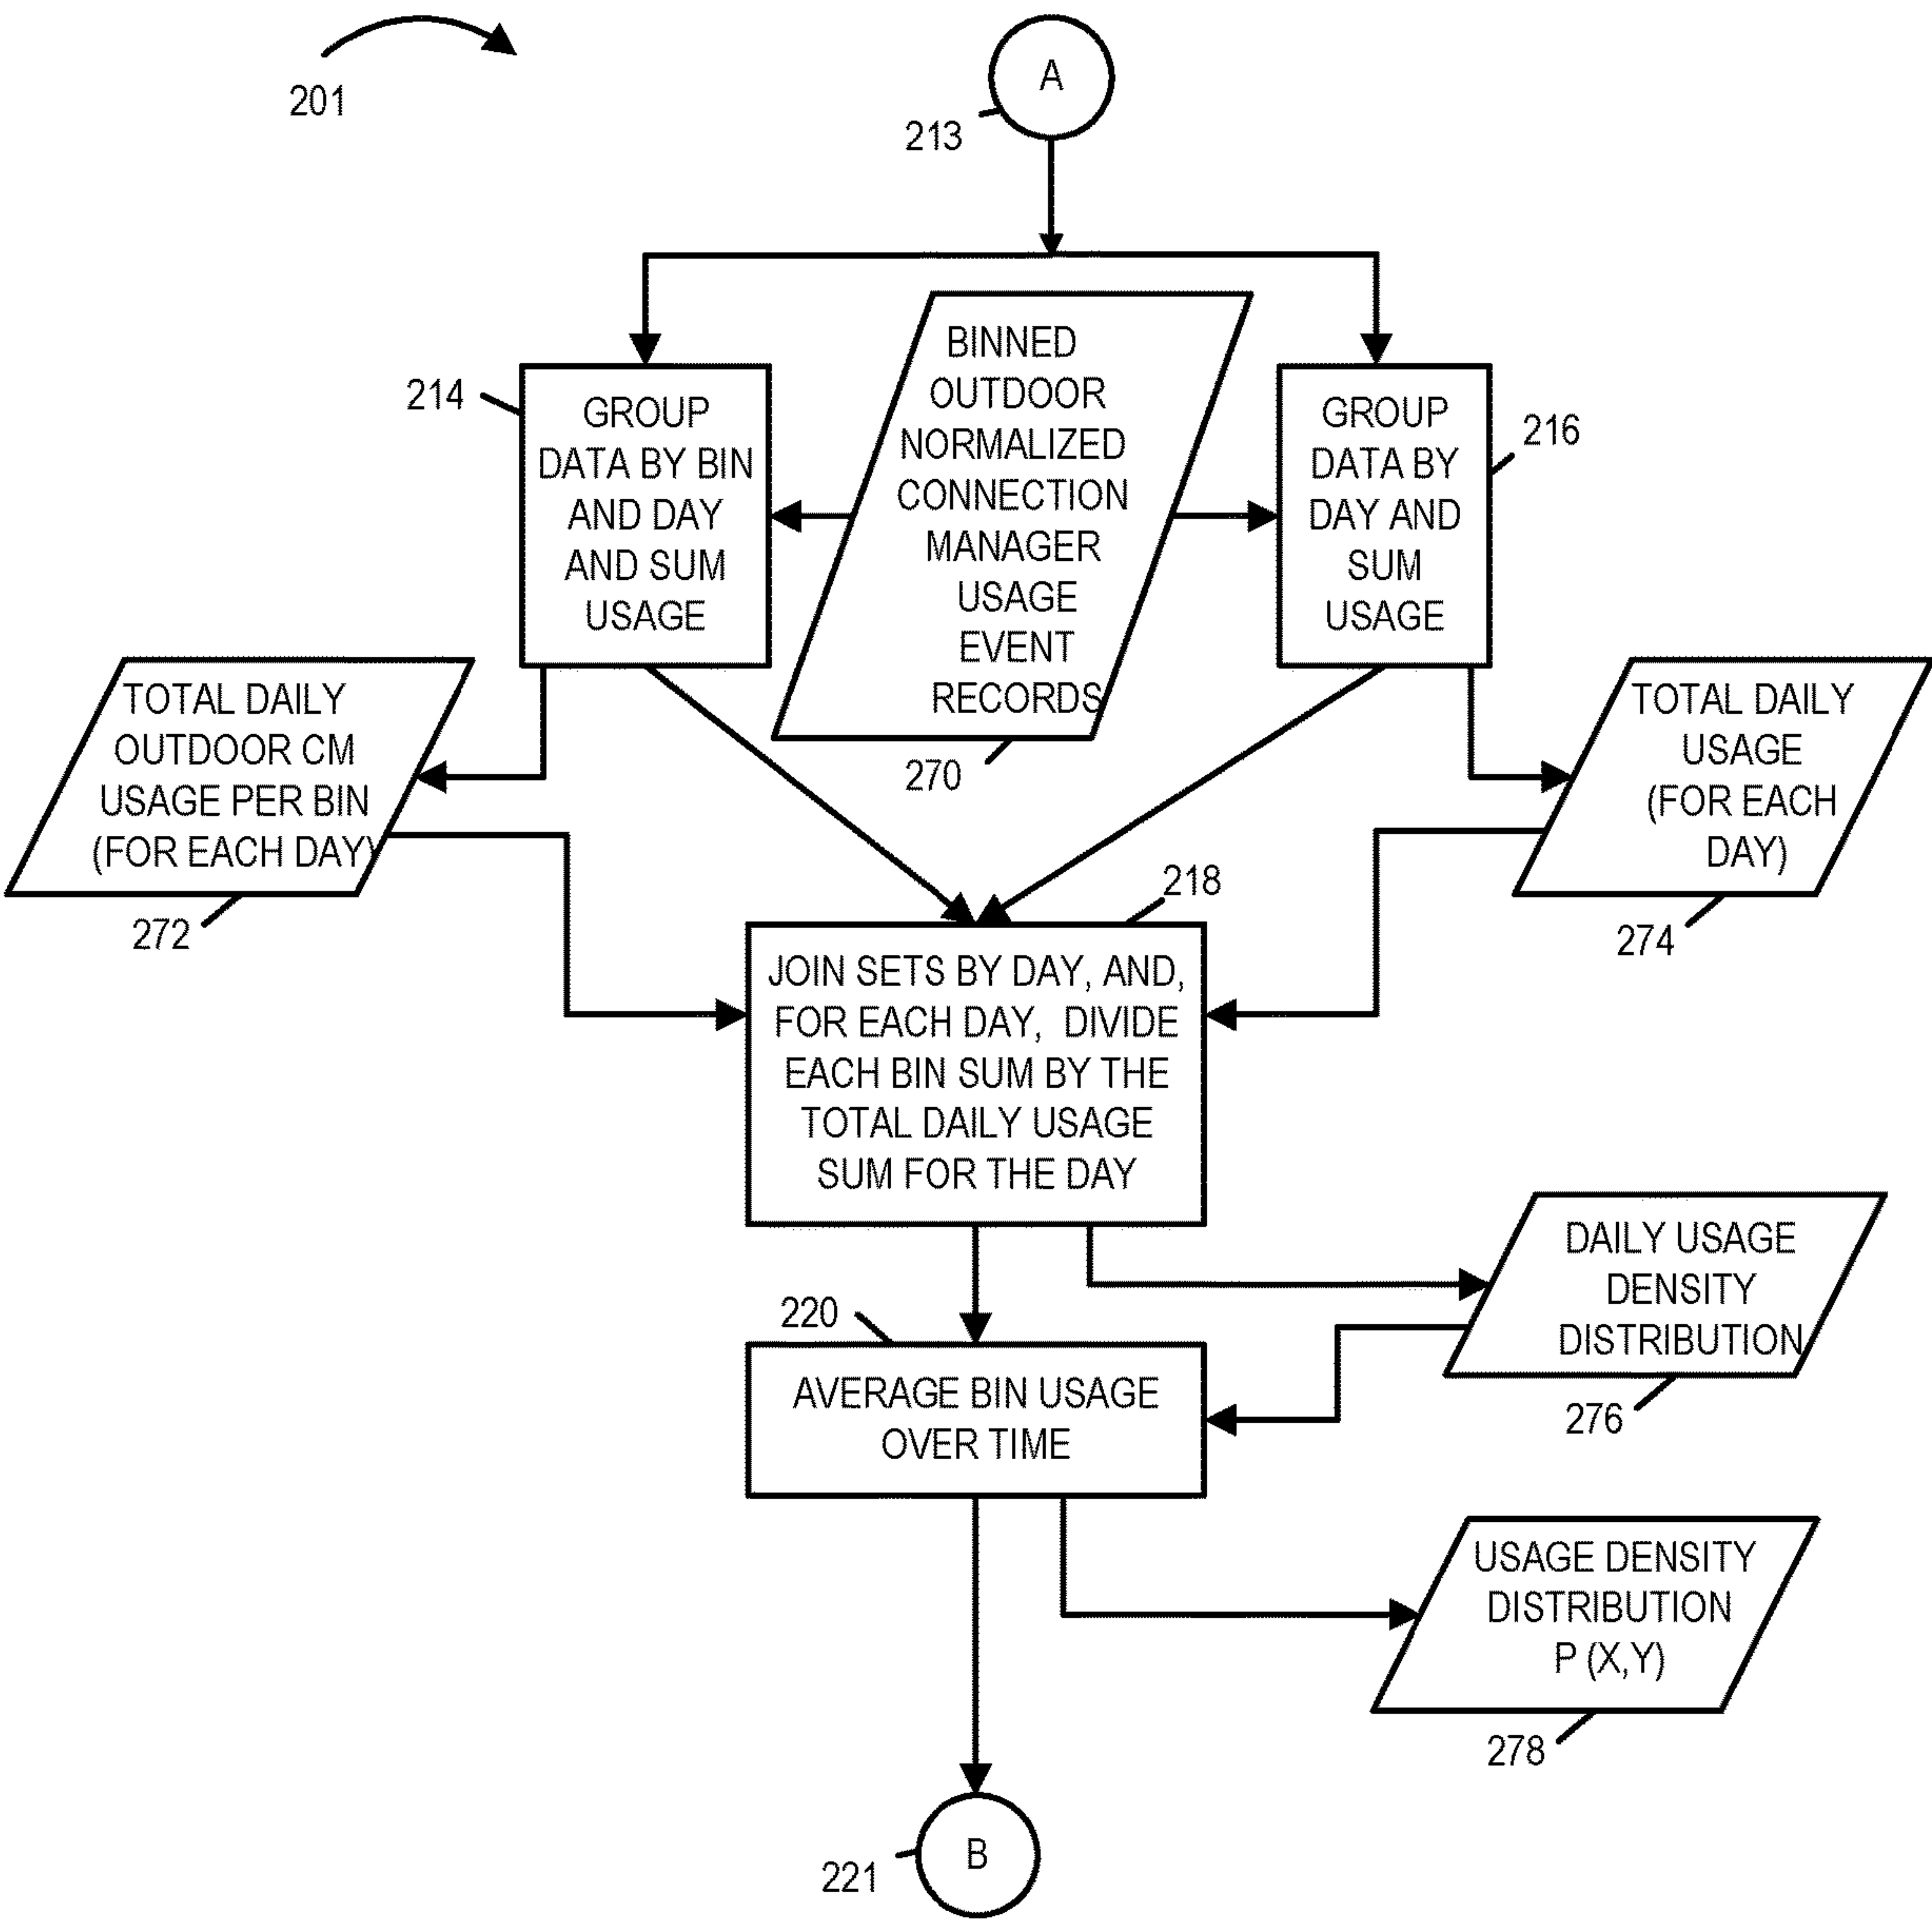 201
A
213
214
GROUP
DATA BY BIN
AND DAY
AND SUM
USAGE
BINNED
OUTDOOR
NORMALIZED
CONNECTION
MANAGER
USAGE
EVENT
RECORDS
270
GROUP
DATA BY
DAY AND
SUM
USAGE
216
TOTAL DAILY
OUTDOOR CM
USAGE PER BIN
(FOR EACH DAY)
272
TOTAL DAILY
USAGE
(FOR EACH
DAY)
274
218
JOIN SETS BY DAY, AND,
FOR EACH DAY, DIVIDE
EACH BIN SUM BY THE
TOTAL DAILY USAGE
SUM FOR THE DAY
DAILY USAGE
DENSITY
DISTRIBUTION
276
220
AVERAGE BIN USAGE
OVER TIME
USAGE DENSITY
DISTRIBUTION
P (X,Y)
278
B
221